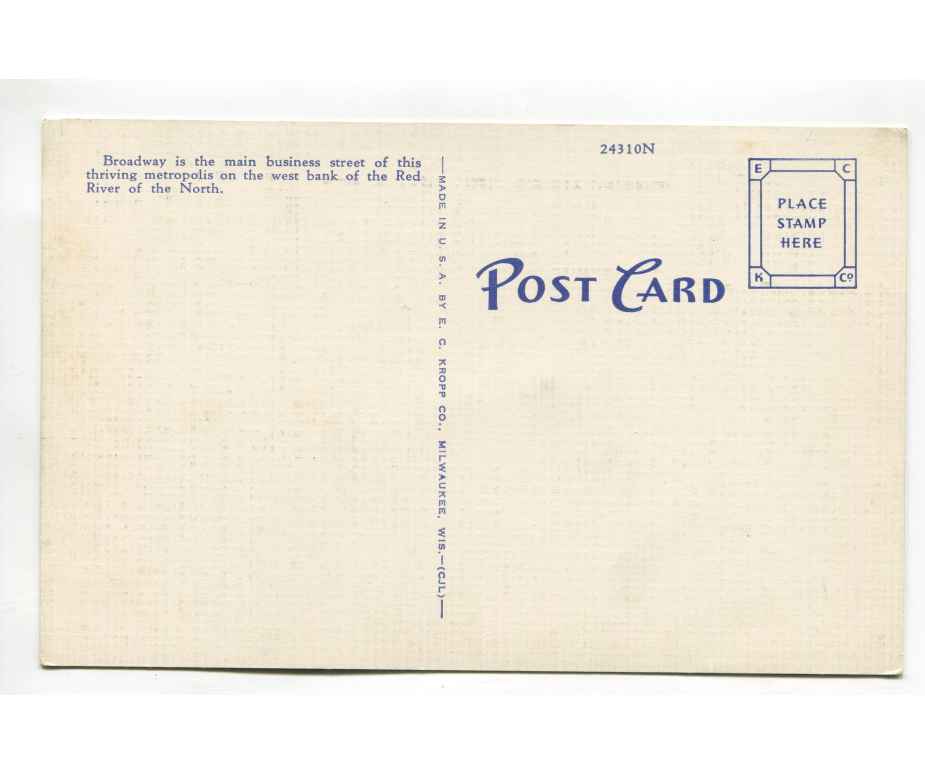 Broadway is the main business street of this
thriving metropolis on the west bank of the Red
River of the North.
—MADE IN U. S. A. BY E. C. KROPP CO., MILWAUKEE, WIS.—(CJL)—
24310N
POST CARD
E C
PLACE
STAMP
HERE
K Co